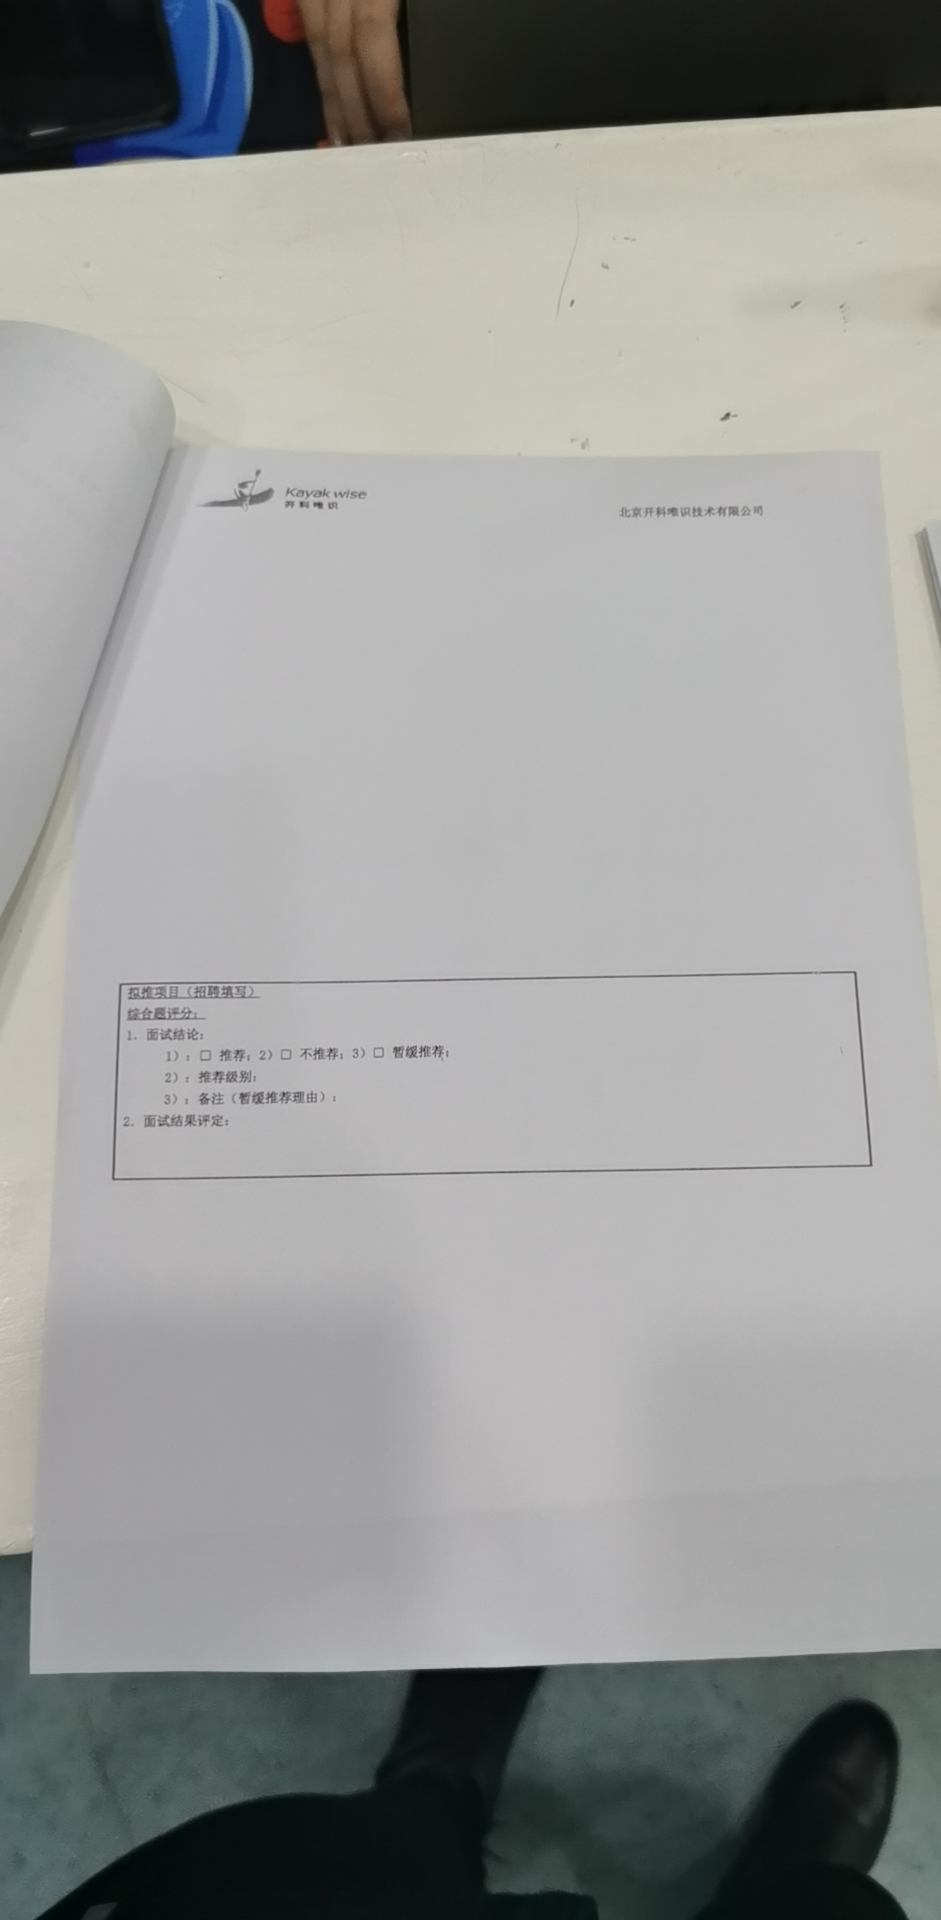 Kayak wise
开科唯识
北京开科唯识技术有限公司
拟推项目（招聘填写）
综合题评分：
1. 面试结论：
1）：□ 推荐；2）□ 不推荐；3）□ 暂缓推荐；
2）：推荐级别：
3）：备注（暂缓推荐理由）：
2. 面试结果评定：